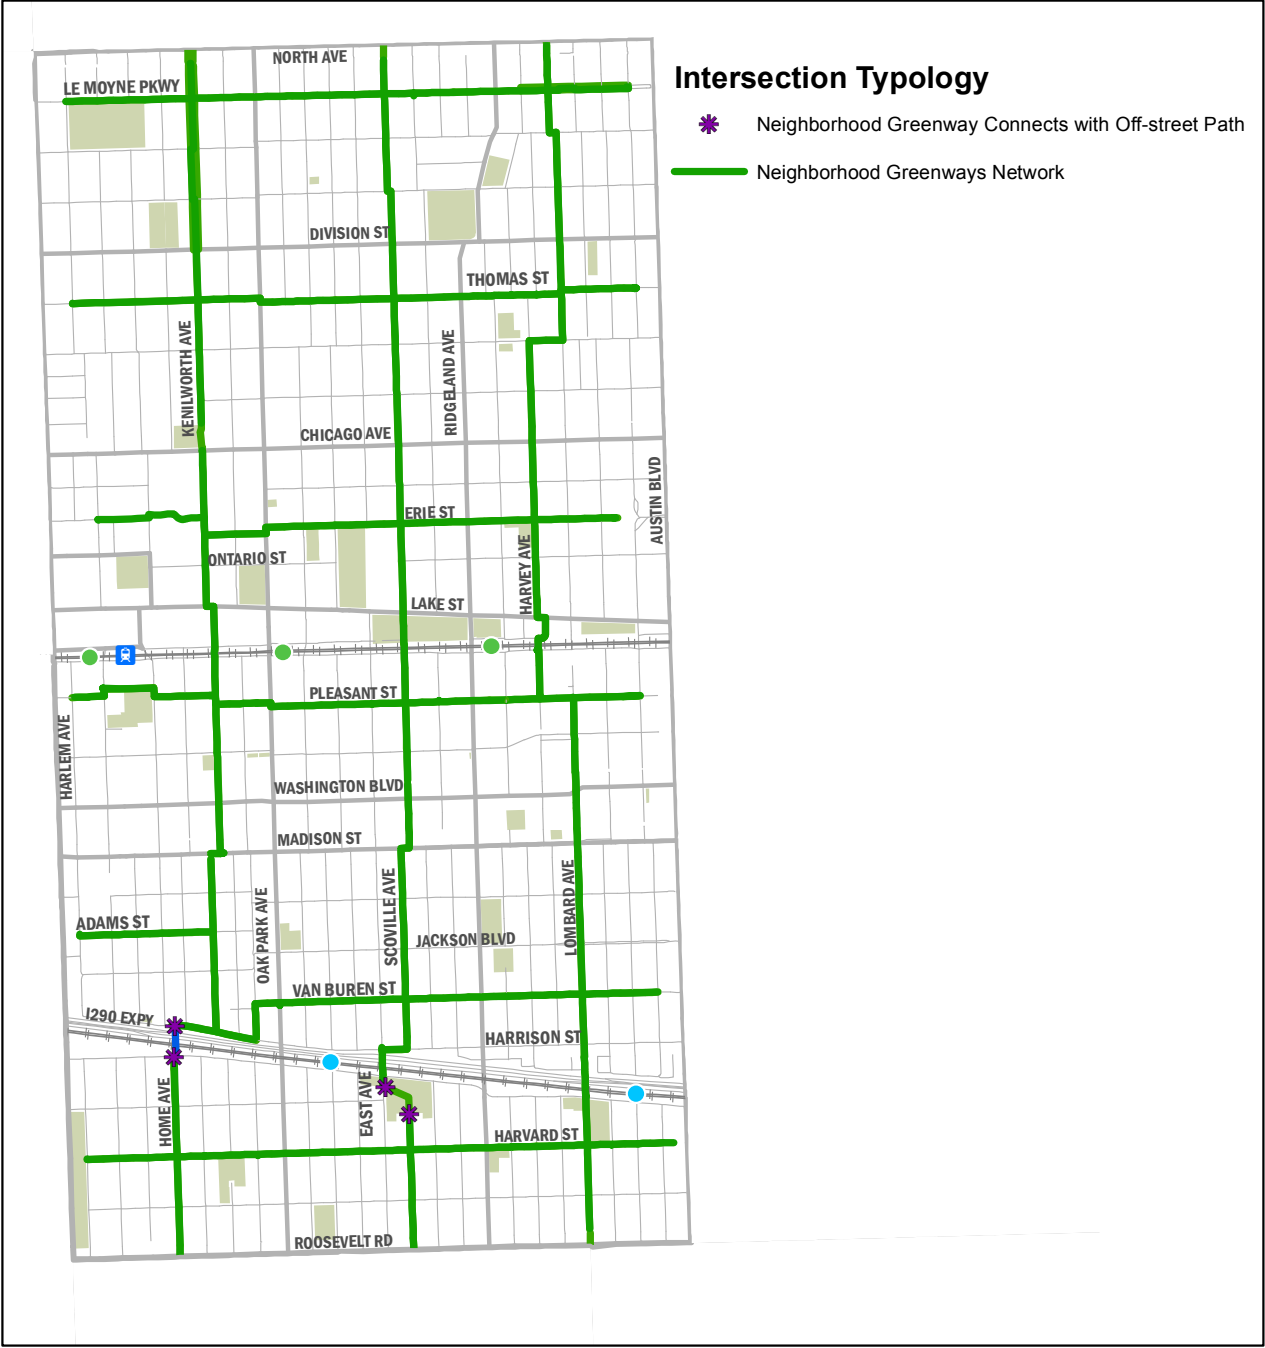 NORTH AVE
Intersection Typology
LE MOYNE PKWY
Neighborhood Greenway Connects with Off-street Path
Neighborhood Greenways Network
DIVISION ST
THOMAS ST
KENILWORTH AVE
RIDGELAND AVE
CHICAGO AVE
AUSTIN BLVD
ERIE ST
HARVEY AVE
ONTARIO ST
LAKE ST
PLEASANT ST
HARLEM AVE
WASHINGTON BLVD
MADISON ST
LOMBARD AVE
SCOVILLE AVE
OAK PARK AVE
ADAMS ST
JACKSON BLVD
VAN BUREN ST
I290 EXPY
HARRISON ST
EAST AVE
HOME AVE
HARVARD ST
ROOSEVELT RD